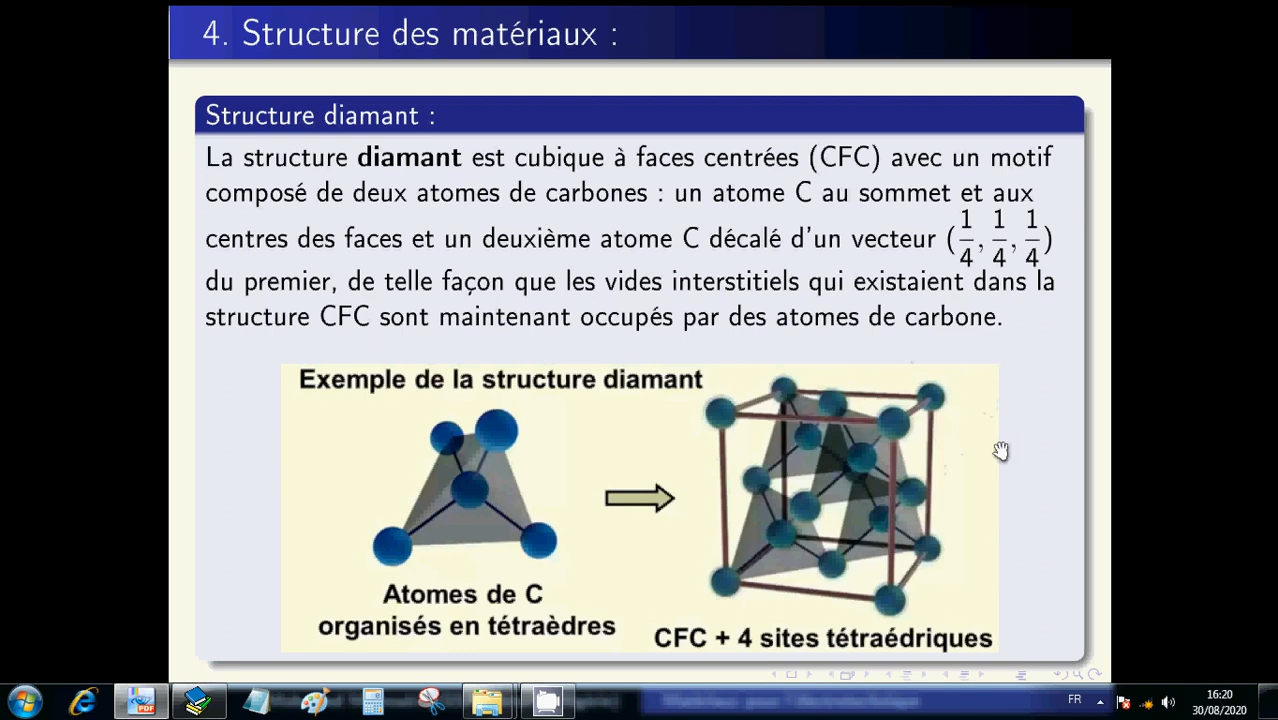 4. Structure des matériaux :
Structure diamant :
La structure diamant est cubique à faces centrées (CFC) avec un motif
composé de deux atomes de carbones : un atome C au sommet et aux
centres des faces et un deuxième atome C décalé d'un vecteur (1/4, 1/4, 1/4)
du premier, de telle façon que les vides interstitiels qui existaient dans la
structure CFC sont maintenant occupés par des atomes de carbone.
Exemple de la structure diamant
Atomes de C
organisés en tétraèdres
CFC + 4 sites tétraédriques
FR
16:20
30/08/2020